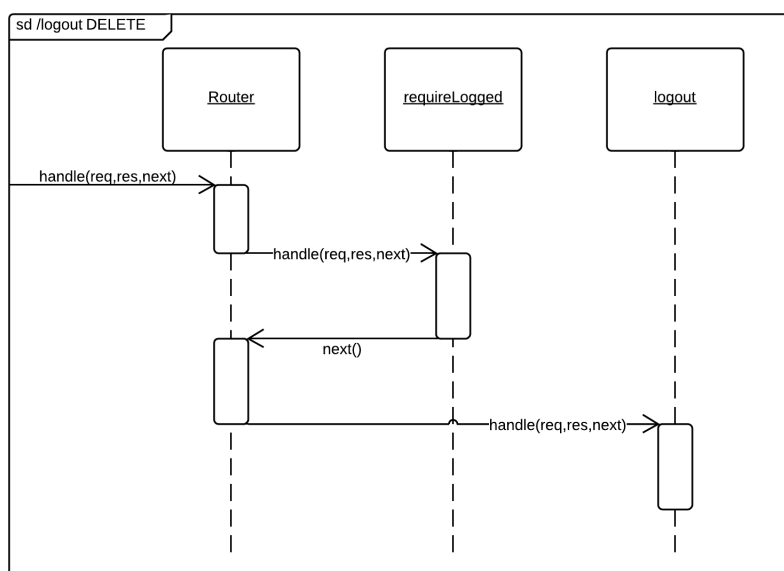 sd /logout DELETE
Router
requireLogged
logout
handle(req,res,next)
handle(req,res,next)
next()
handle(req,res,next)